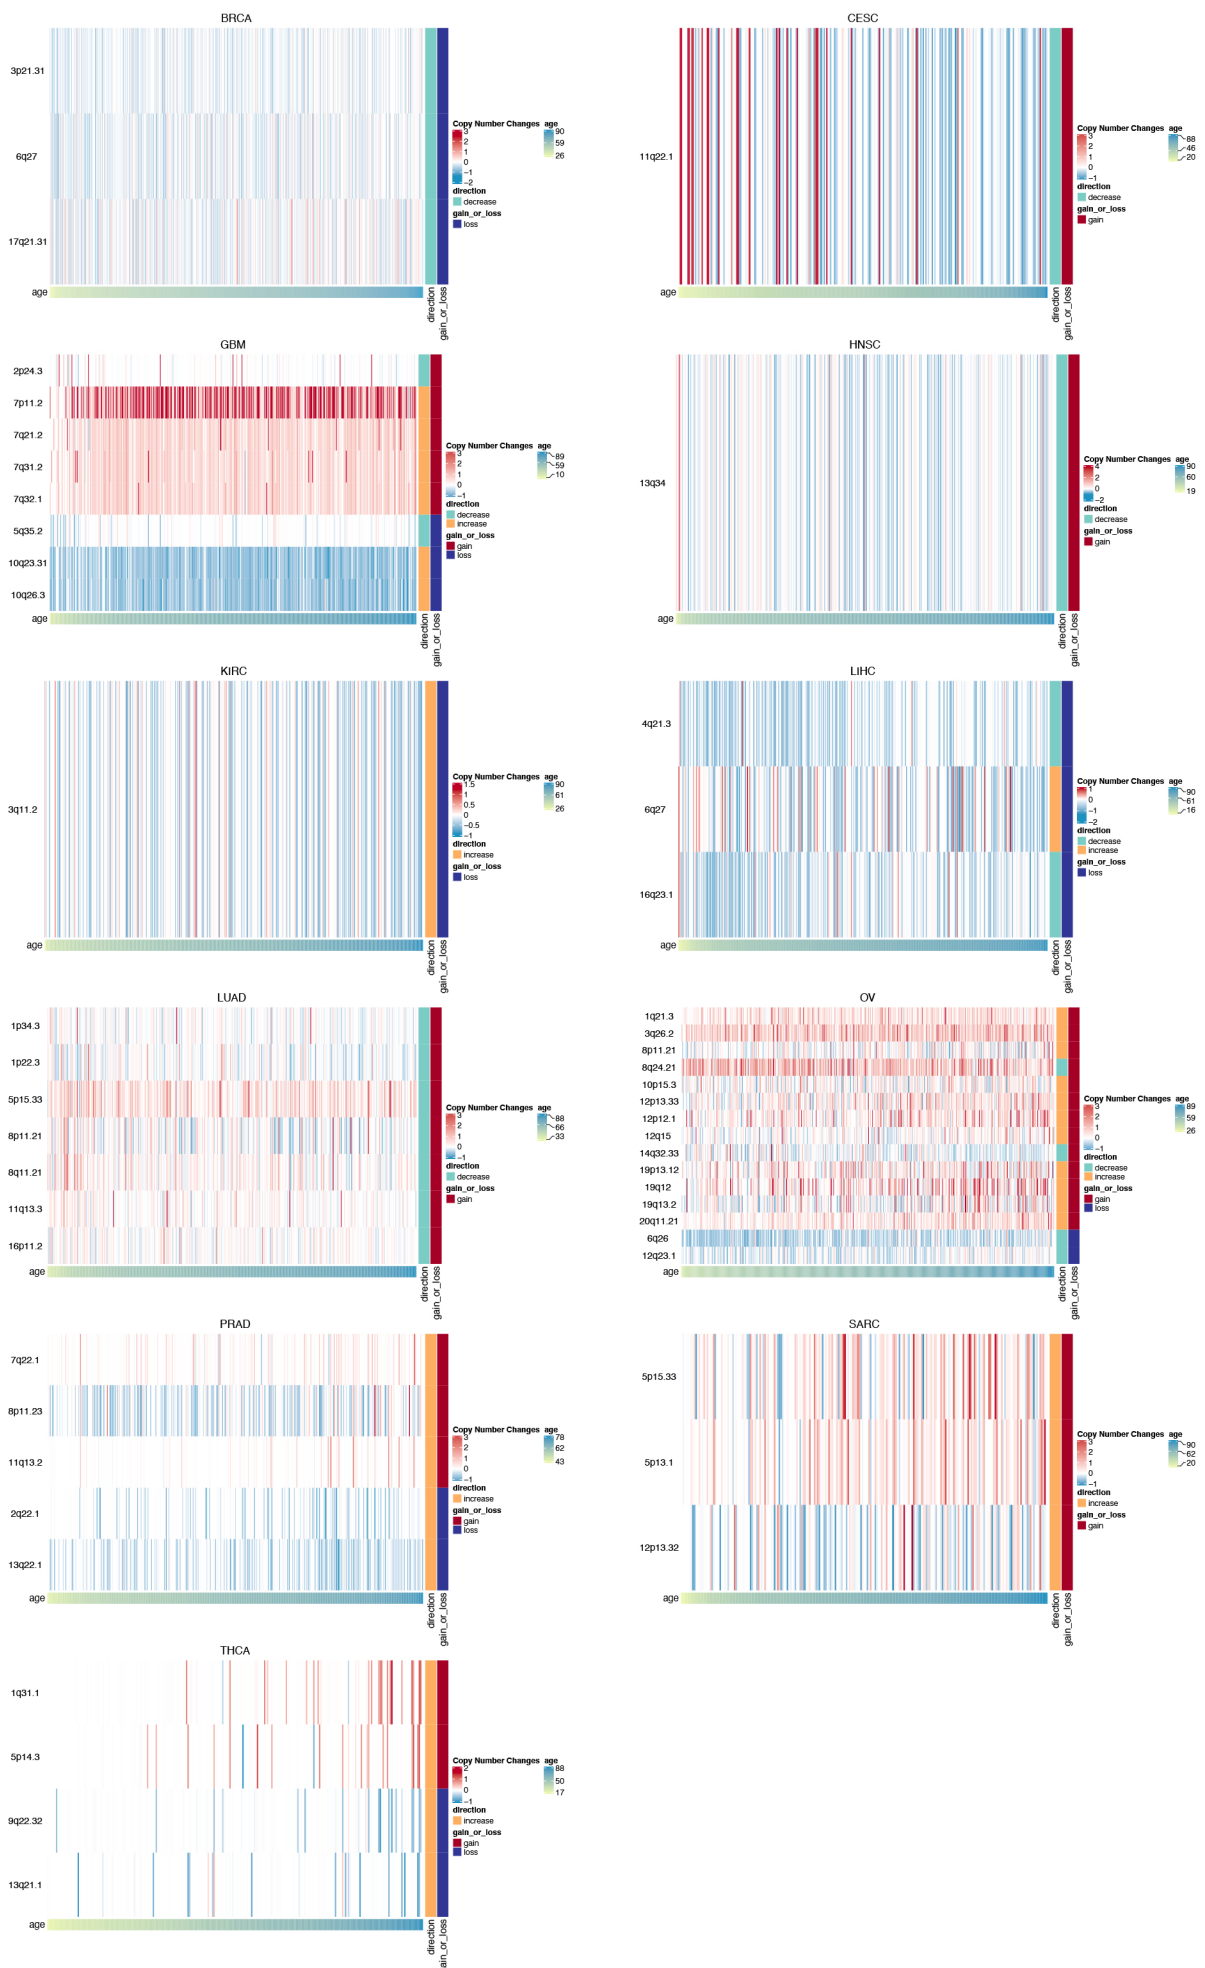 BRCA
3p21.31
6q27
17q21.31
age
direction
gain_or_loss
Copy Number Changes age
3
2
1
0
−1
−2
90
59
26
direction
decrease
gain_or_loss
loss
CESC
11q22.1
age
direction
gain_or_loss
Copy Number Changes age
3
2
1
0
−1
88
46
20
direction
decrease
gain_or_loss
gain
GBM
2p24.3
7p11.2
7q21.2
7q31.2
7q32.1
5q35.2
10q23.31
10q26.3
age
direction
gain_or_loss
Copy Number Changes age
3
2
1
0
−1
89
59
10
direction
decrease
increase
gain_or_loss
gain
loss
HNSC
13q34
age
direction
gain_or_loss
Copy Number Changes age
4
2
0
−2
90
60
19
direction
decrease
gain_or_loss
gain
KIRC
3q11.2
age
direction
gain_or_loss
Copy Number Changes age
1.5
1
0.5
0
−0.5
−1
90
61
26
direction
increase
gain_or_loss
loss
LIHC
4q21.3
6q27
16q23.1
age
direction
gain_or_loss
Copy Number Changes age
1
0
−1
−2
90
61
16
direction
decrease
increase
gain_or_loss
loss
LUAD
1p34.3
1p22.3
5p15.33
8p11.21
8q11.21
11q13.3
16p11.2
age
direction
gain_or_loss
Copy Number Changes age
3
2
1
0
−1
88
66
33
direction
decrease
gain_or_loss
gain
OV
1q21.3
3q26.2
8p11.21
8q24.21
10p15.3
12p13.33
12p12.1
12q15
14q32.33
19p13.12
19q12
19q13.2
20q11.21
6q26
12q23.1
age
direction
gain_or_loss
Copy Number Changes age
3
2
1
0
−1
89
59
26
direction
decrease
increase
gain_or_loss
gain
loss
PRAD
7q22.1
8p11.23
11q13.2
2q22.1
13q22.1
age
direction
gain_or_loss
Copy Number Changes age
3
2
1
0
−1
78
62
43
direction
increase
gain_or_loss
gain
loss
SARC
5p15.33
5p13.1
12p13.32
age
direction
gain_or_loss
Copy Number Changes age
3
2
1
0
−1
90
62
20
direction
increase
gain_or_loss
gain
THCA
1q31.1
5p14.3
9q22.32
13q21.1
age
direction
ain_or_loss
Copy Number Changes age
2
1
0
−1
88
50
17
direction
increase
gain_or_loss
gain
loss